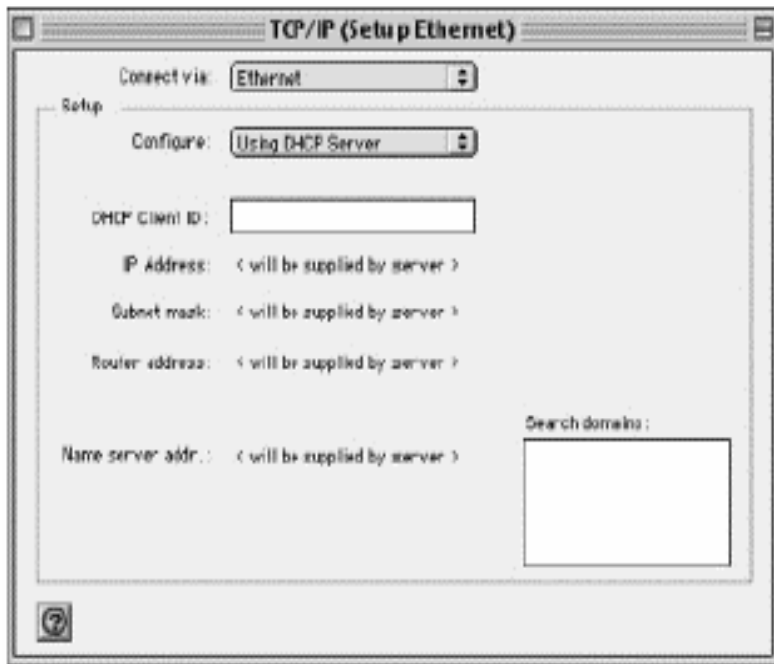 TCP/IP (Setup Ethernet)
Connect via: Ethernet
Setup
Configure: Using DHCP Server
DHCP Client ID:
IP Address: < will be supplied by server >
Subnet mask: < will be supplied by server >
Router address: < will be supplied by server >
Search domains:
Name server addr.: < will be supplied by server >
?